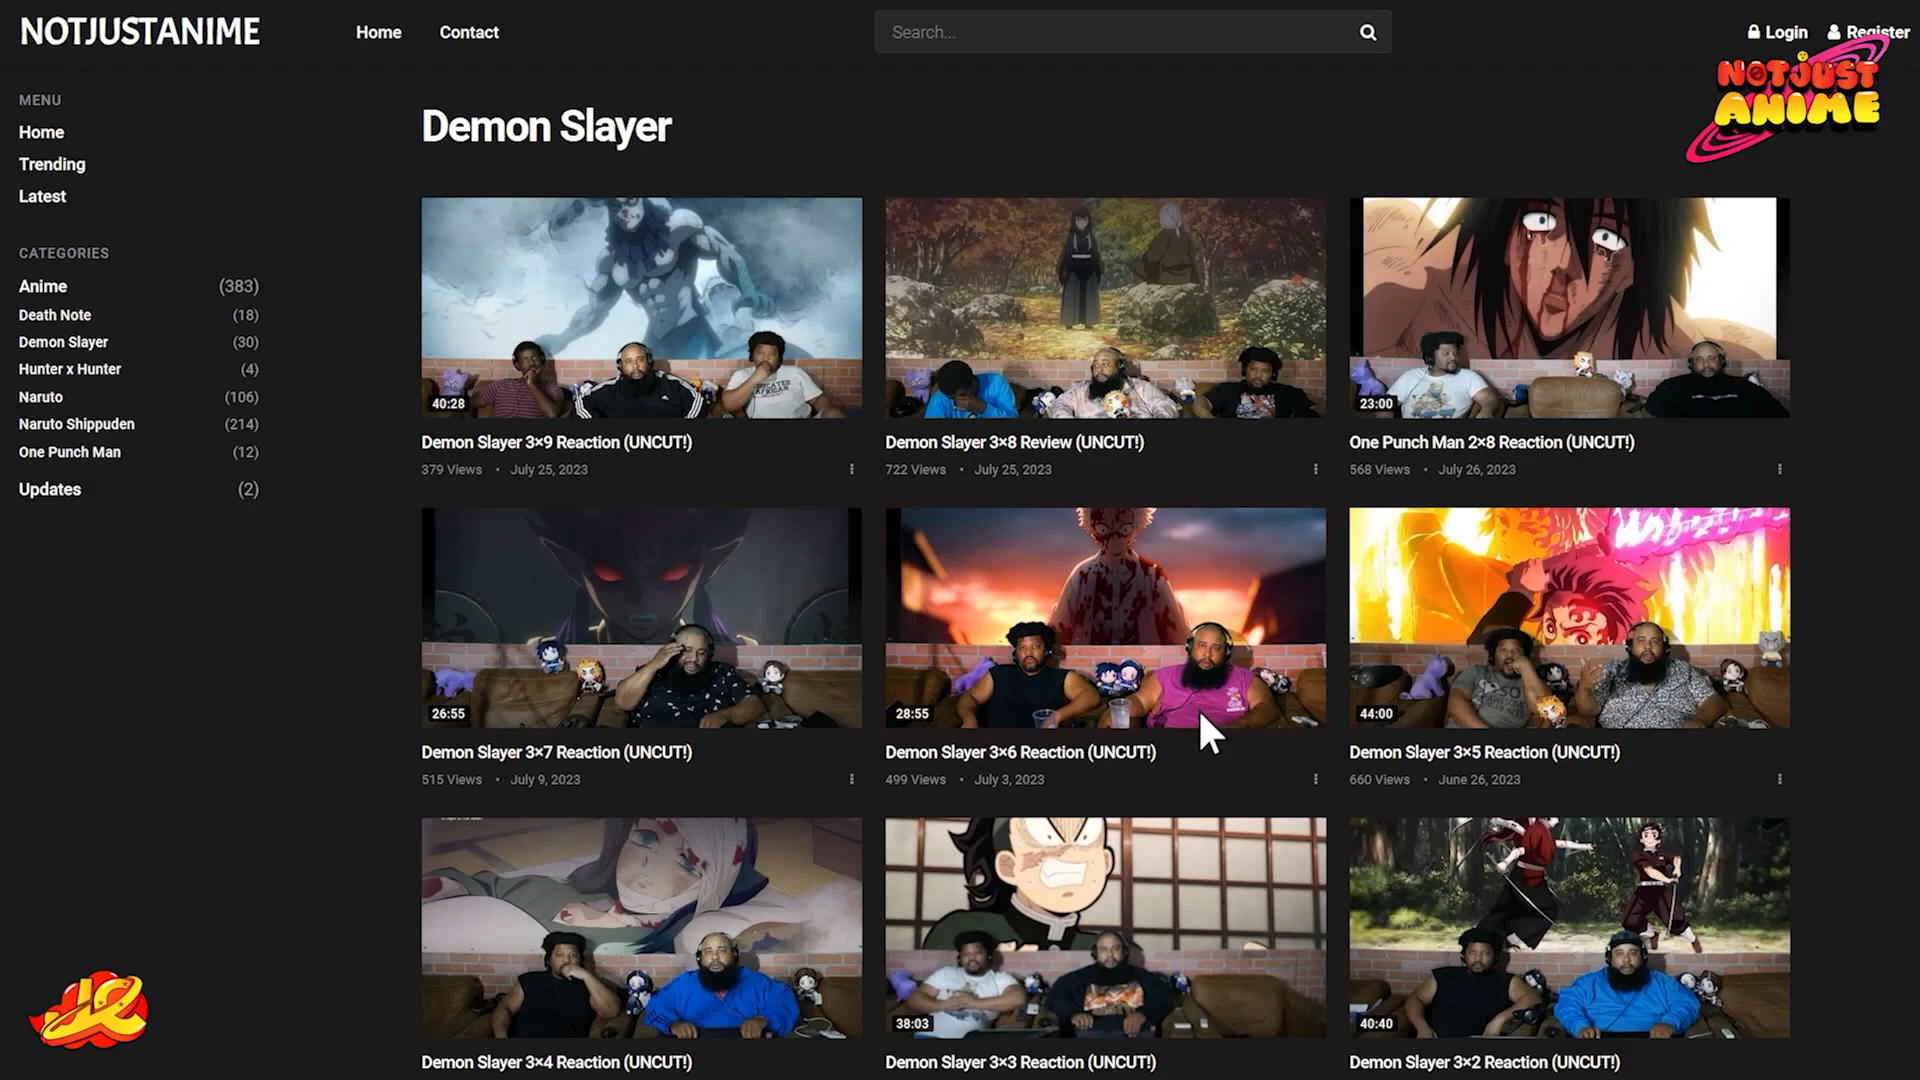 NOTJUSTANIME
Home
Contact
Search...
Login
Register
NOTJUST
ANIME
MENU
Home
Trending
Latest
CATEGORIES
Anime (383)
Death Note (18)
Demon Slayer (30)
Hunter x Hunter (4)
Naruto (106)
Naruto Shippuden (214)
One Punch Man (12)
Updates (2)
Demon Slayer
40:28
Demon Slayer 3×9 Reaction (UNCUT!)
379 Views • July 25, 2023
Demon Slayer 3×8 Review (UNCUT!)
722 Views • July 25, 2023
23:00
One Punch Man 2×8 Reaction (UNCUT!)
568 Views • July 26, 2023
26:55
Demon Slayer 3×7 Reaction (UNCUT!)
515 Views • July 9, 2023
28:55
Demon Slayer 3×6 Reaction (UNCUT!)
499 Views • July 3, 2023
44:00
Demon Slayer 3×5 Reaction (UNCUT!)
660 Views • June 26, 2023
Demon Slayer 3×4 Reaction (UNCUT!)
38:03
Demon Slayer 3×3 Reaction (UNCUT!)
40:40
Demon Slayer 3×2 Reaction (UNCUT!)